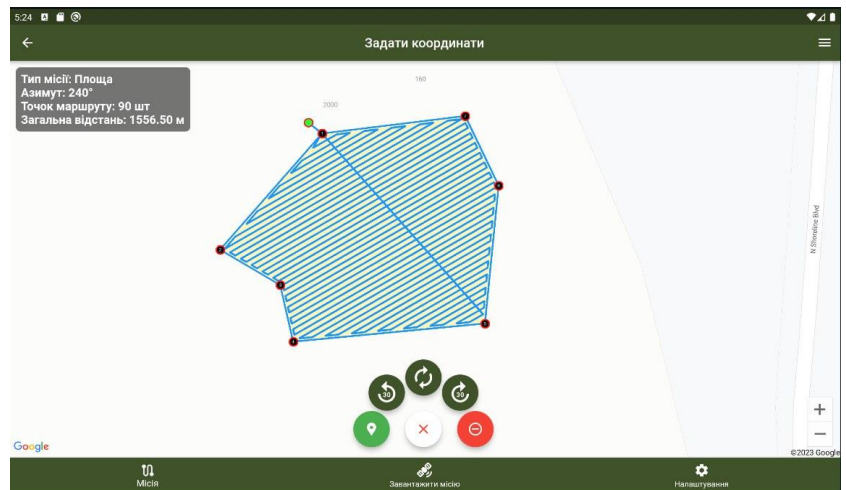 5:24
Задати координати
Тип місії: Площа
Азимут: 240°
Точок маршруту: 90 шт
Загальна відстань: 1556.50 м
160
2000
N Shoreline Blvd
30
30
+
−
Google
©2023 Google
Місія
Завантажити місію
Налаштування